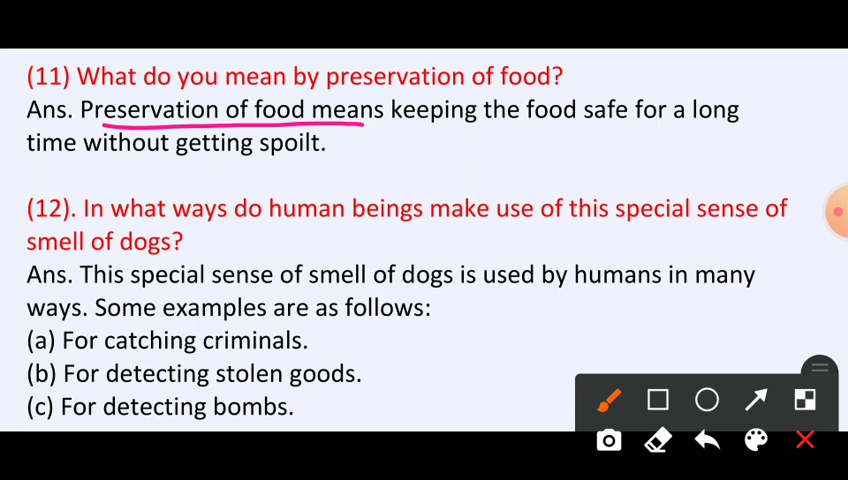 (11) What do you mean by preservation of food?
Ans. Preservation of food means keeping the food safe for a long
time without getting spoilt.
(12). In what ways do human beings make use of this special sense of
smell of dogs?
Ans. This special sense of smell of dogs is used by humans in many
ways. Some examples are as follows:
(a) For catching criminals.
(b) For detecting stolen goods.
(c) For detecting bombs.